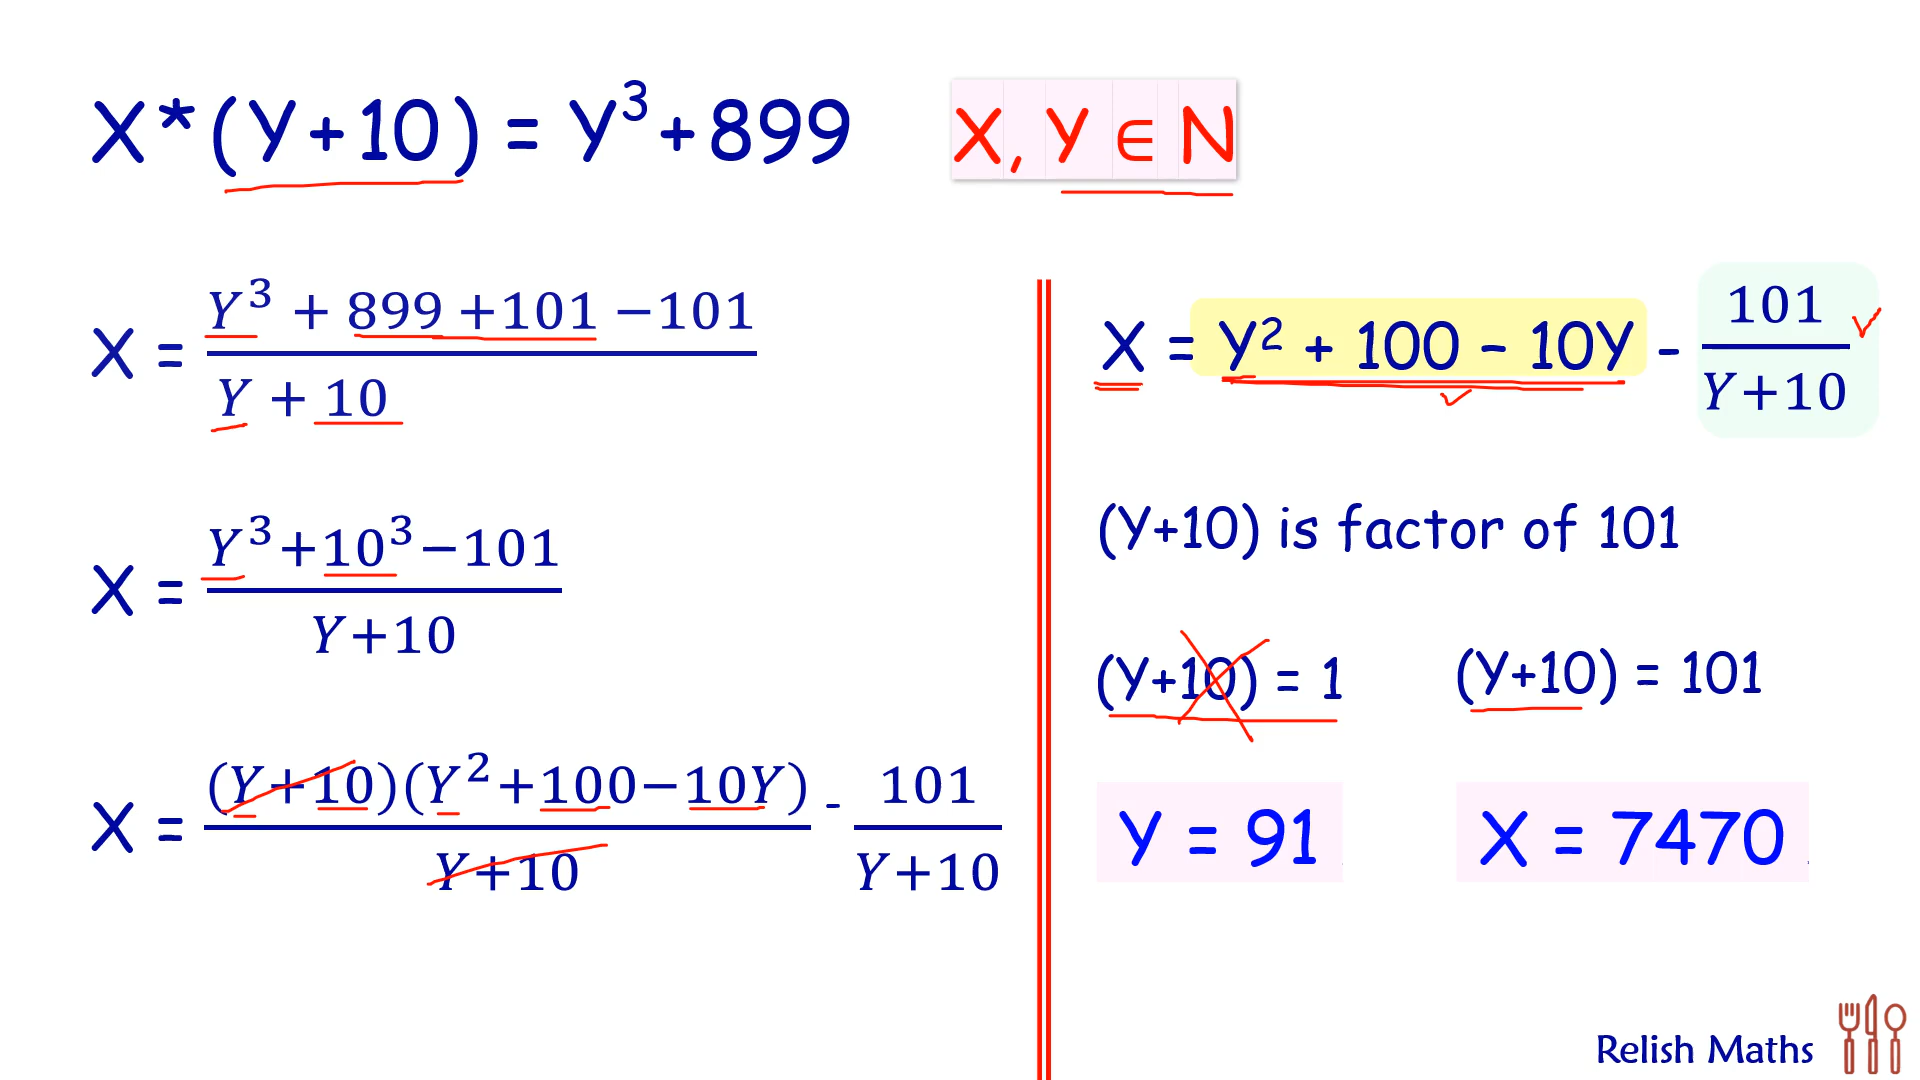 X*(Y+10) = Y³+899
X, Y ∈ N
X = (Y³ + 899 +101 −101)/(Y + 10)
X = (Y³+10³−101)/(Y+10)
X = ((Y+10)(Y²+100−10Y))/(Y+10) - 101/(Y+10)
X = Y² + 100 - 10Y - 101/(Y+10)
(Y+10) is factor of 101
(Y+10) = 1
(Y+10) = 101
Y = 91
X = 7470
Relish Maths